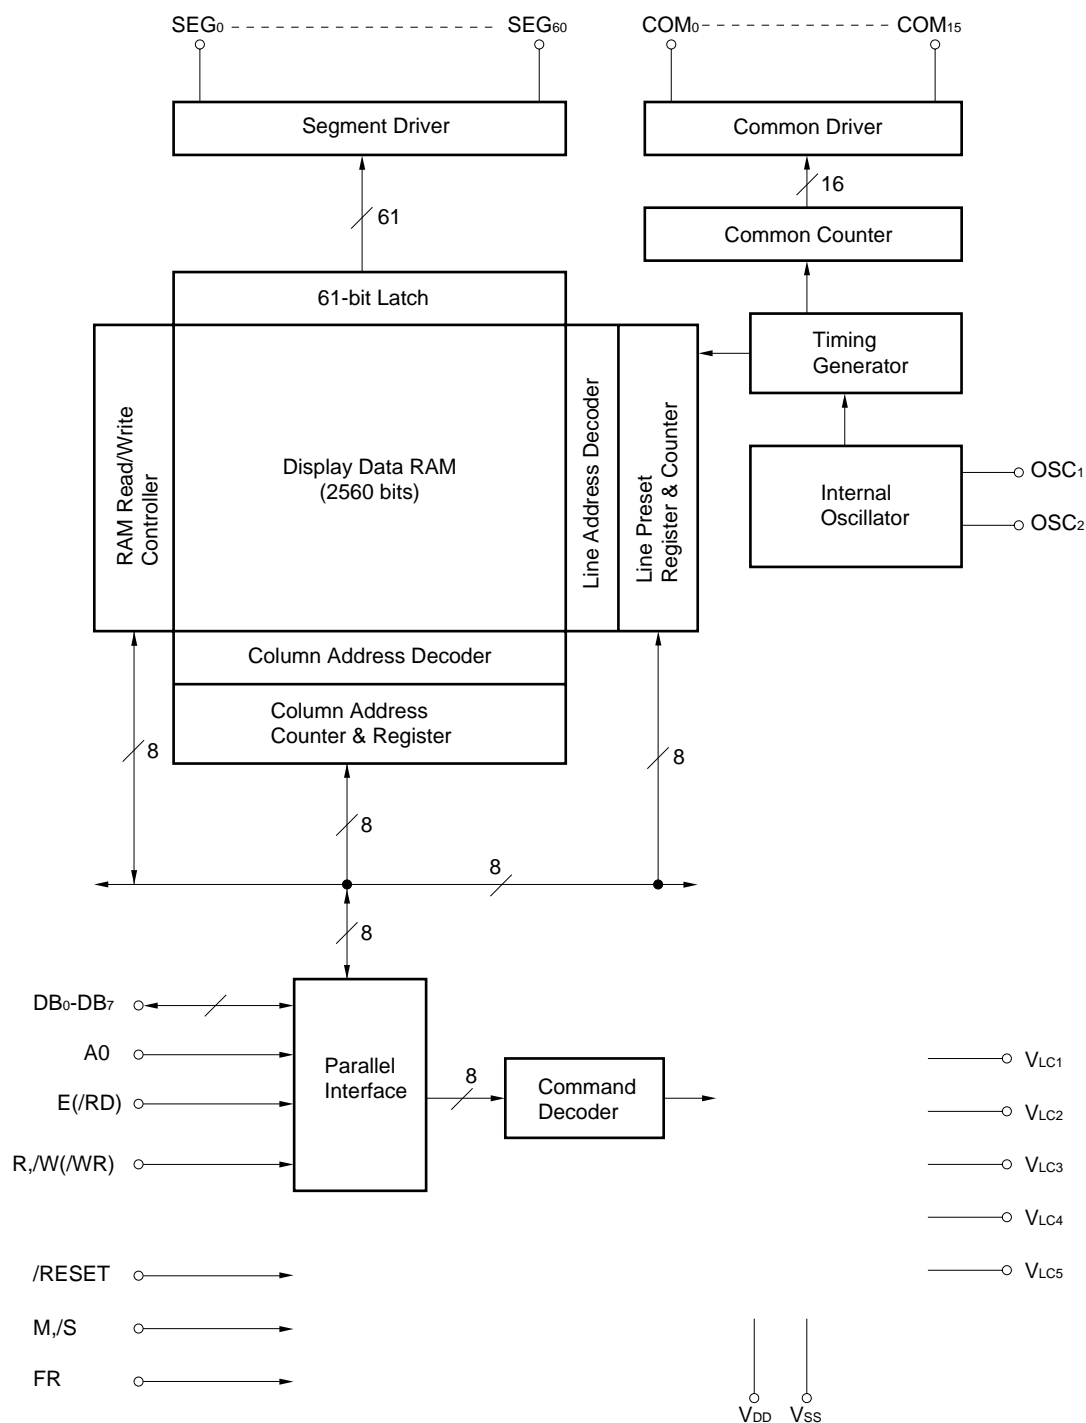 SEG0 SEG60 COM0 COM15
Segment Driver
Common Driver
16
61
Common Counter
61-bit Latch
Timing
Generator
RAM Read/Write
Controller
Display Data RAM
(2560 bits)
Line Address Decoder
Line Preset
Register & Counter
Internal
Oscillator
OSC1
OSC2
Column Address Decoder
Column Address
Counter & Register
8
8
8
8
8
DB0-DB7
A0
E(/RD)
R,/W(/WR)
Parallel
Interface
8
Command
Decoder
VLC1
VLC2
VLC3
VLC4
VLC5
/RESET
M,/S
FR
VDD VSS